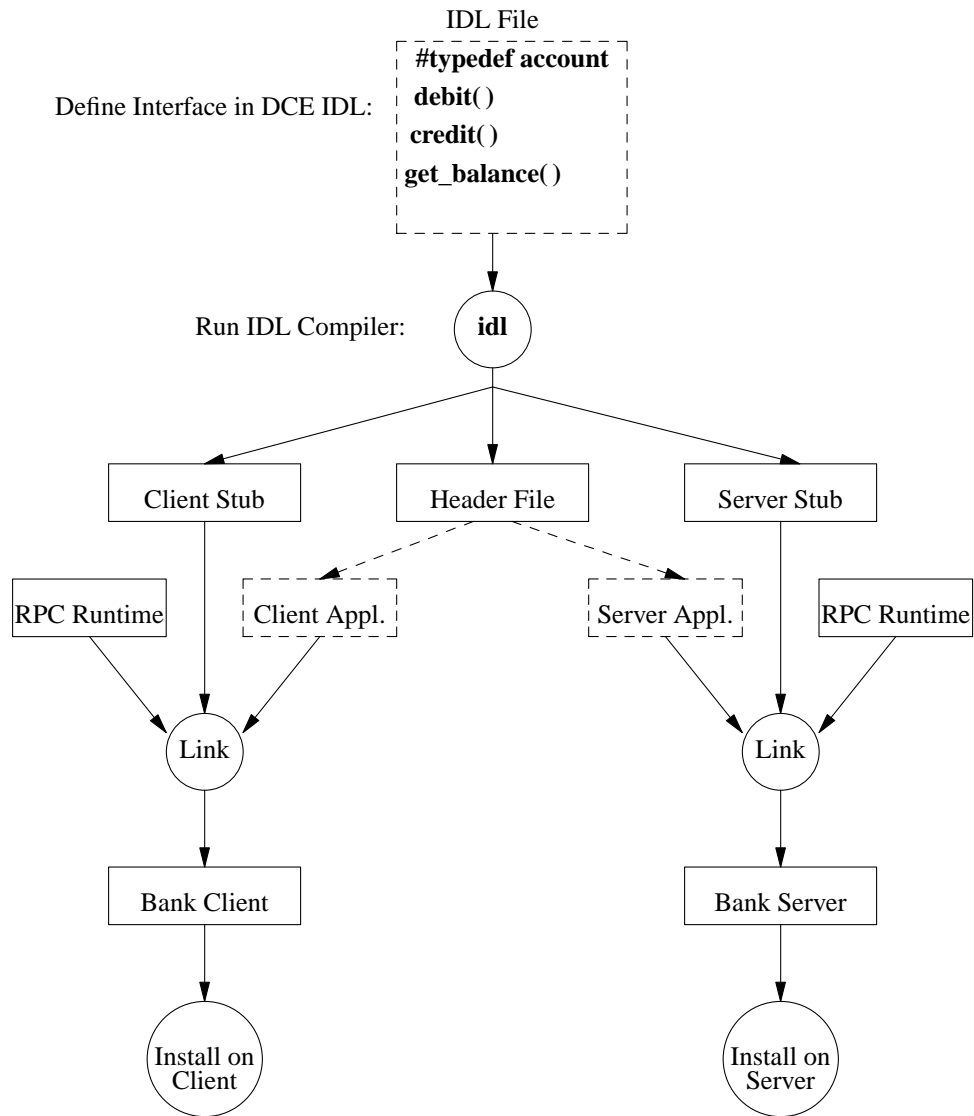 IDL File
#typedef account
Define Interface in DCE IDL:
debit( )
credit( )
get_balance( )
Run IDL Compiler:
idl
Client Stub
Header File
Server Stub
RPC Runtime
Client Appl.
Server Appl.
RPC Runtime
Link
Link
Bank Client
Bank Server
Install on
Client
Install on
Server